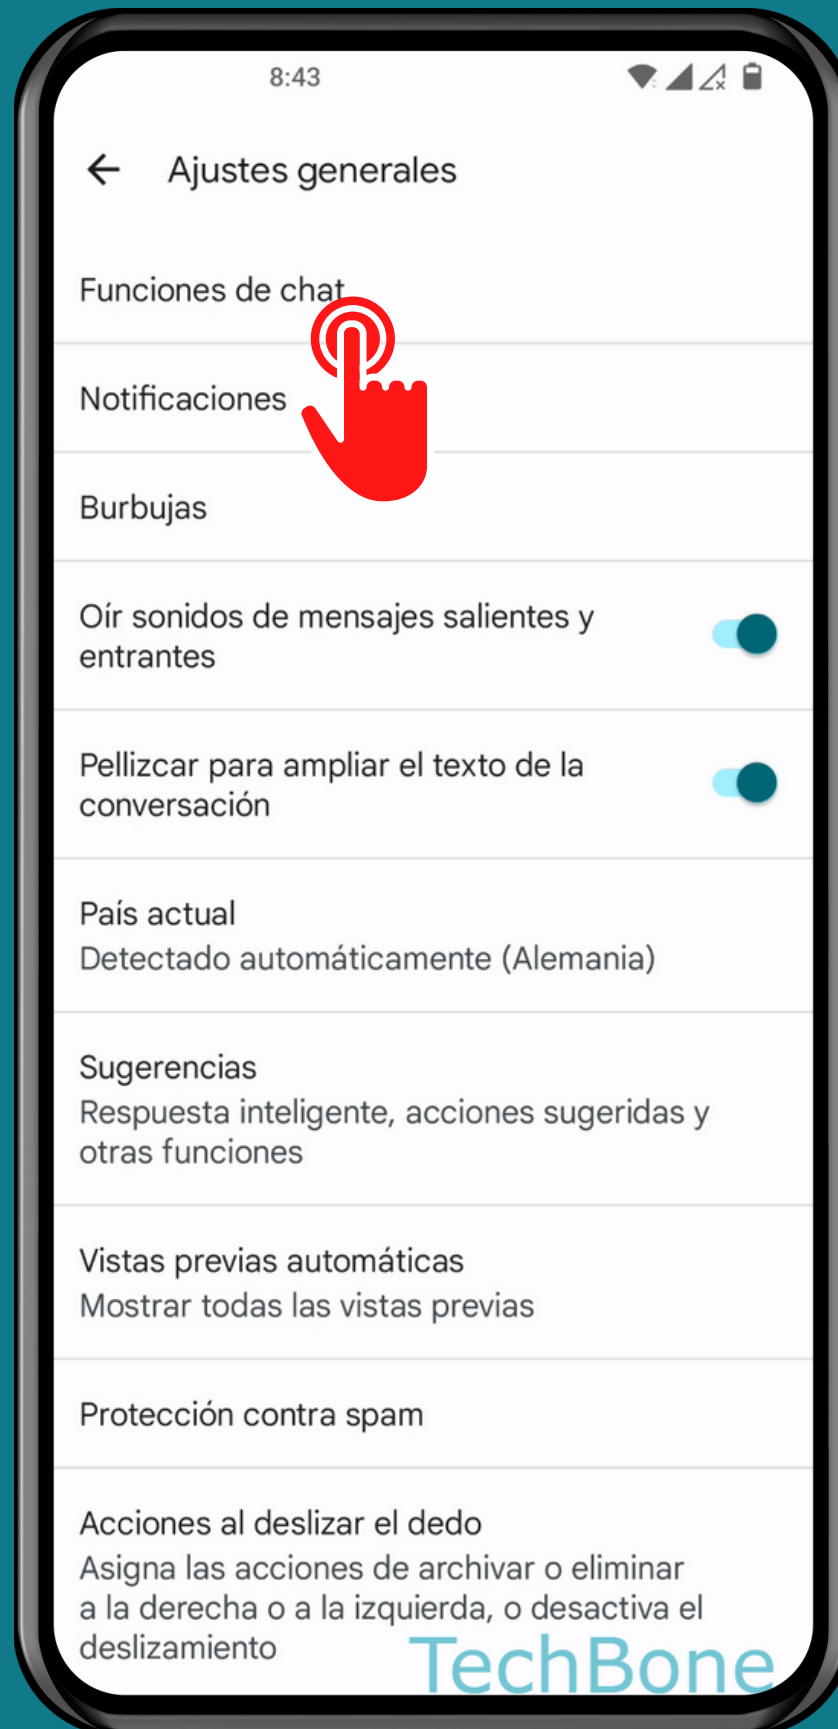 8:43
Ajustes generales
Funciones de chat
Notificaciones
Burbujas
Oír sonidos de mensajes salientes y
entrantes
Pellizcar para ampliar el texto de la
conversación
País actual
Detectado automáticamente (Alemania)
Sugerencias
Respuesta inteligente, acciones sugeridas y
otras funciones
Vistas previas automáticas
Mostrar todas las vistas previas
Protección contra spam
Acciones al deslizar el dedo
Asigna las acciones de archivar o eliminar
a la derecha o a la izquierda, o desactiva el
deslizamiento
TechBone